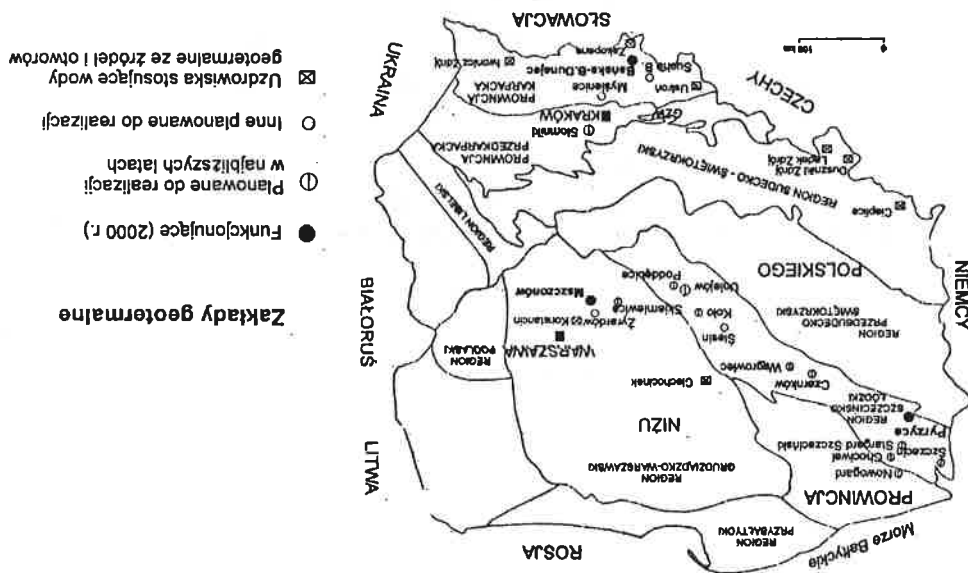 Morze Bałtyckie
ROSJA
LITWA
BIAŁORUŚ
UKRAINA
SŁOWACJA
CZECHY
NIEMCY
PROWINCJA
NIŻU
POLSKIEGO
REGION
PRZYBAŁTYCKI
REGION
GRUDZIĄDZKO-WARSZAWSKI
REGION
SZCZECIŃSKO
ŁÓDZKI
REGION
PODLASKI
REGION
PRZEDSUDECKO
ŚWIĘTOKRZYSKI
REGION LUBELSKI
REGION SUDECKO - ŚWIĘTOKRZYSKI
PROWINCJA
PRZEDKARPACKA
PROWINCJA
KARPACKA
GZW
Nowogard
Chociwel
Szczecin
Stargard Szczeciński
Pyrzyce
Czarnków
Wągrowiec
Ciechocinek
Ślesin
Koło
Uniejów
Poddębice
WARSZAWA
Żyrardów
Konstancin
Skierniewice
Mszczonów
Cieplice
Duszniki Zdrój
Lądek Zdrój
Słomniki
KRAKÓW
Myślenice
Ustroń
Sucha B.
Bańska-B.Dunajec
Zakopane
Iwonicz Zdrój
0 100 km
Zakłady geotermalne
Funkcjonujące (2000 r.)
Planowane do realizacji
w najbliższych latach
Inne planowane do realizacji
Uzdrowiska stosujące wody
geotermalne ze źródeł i otworów